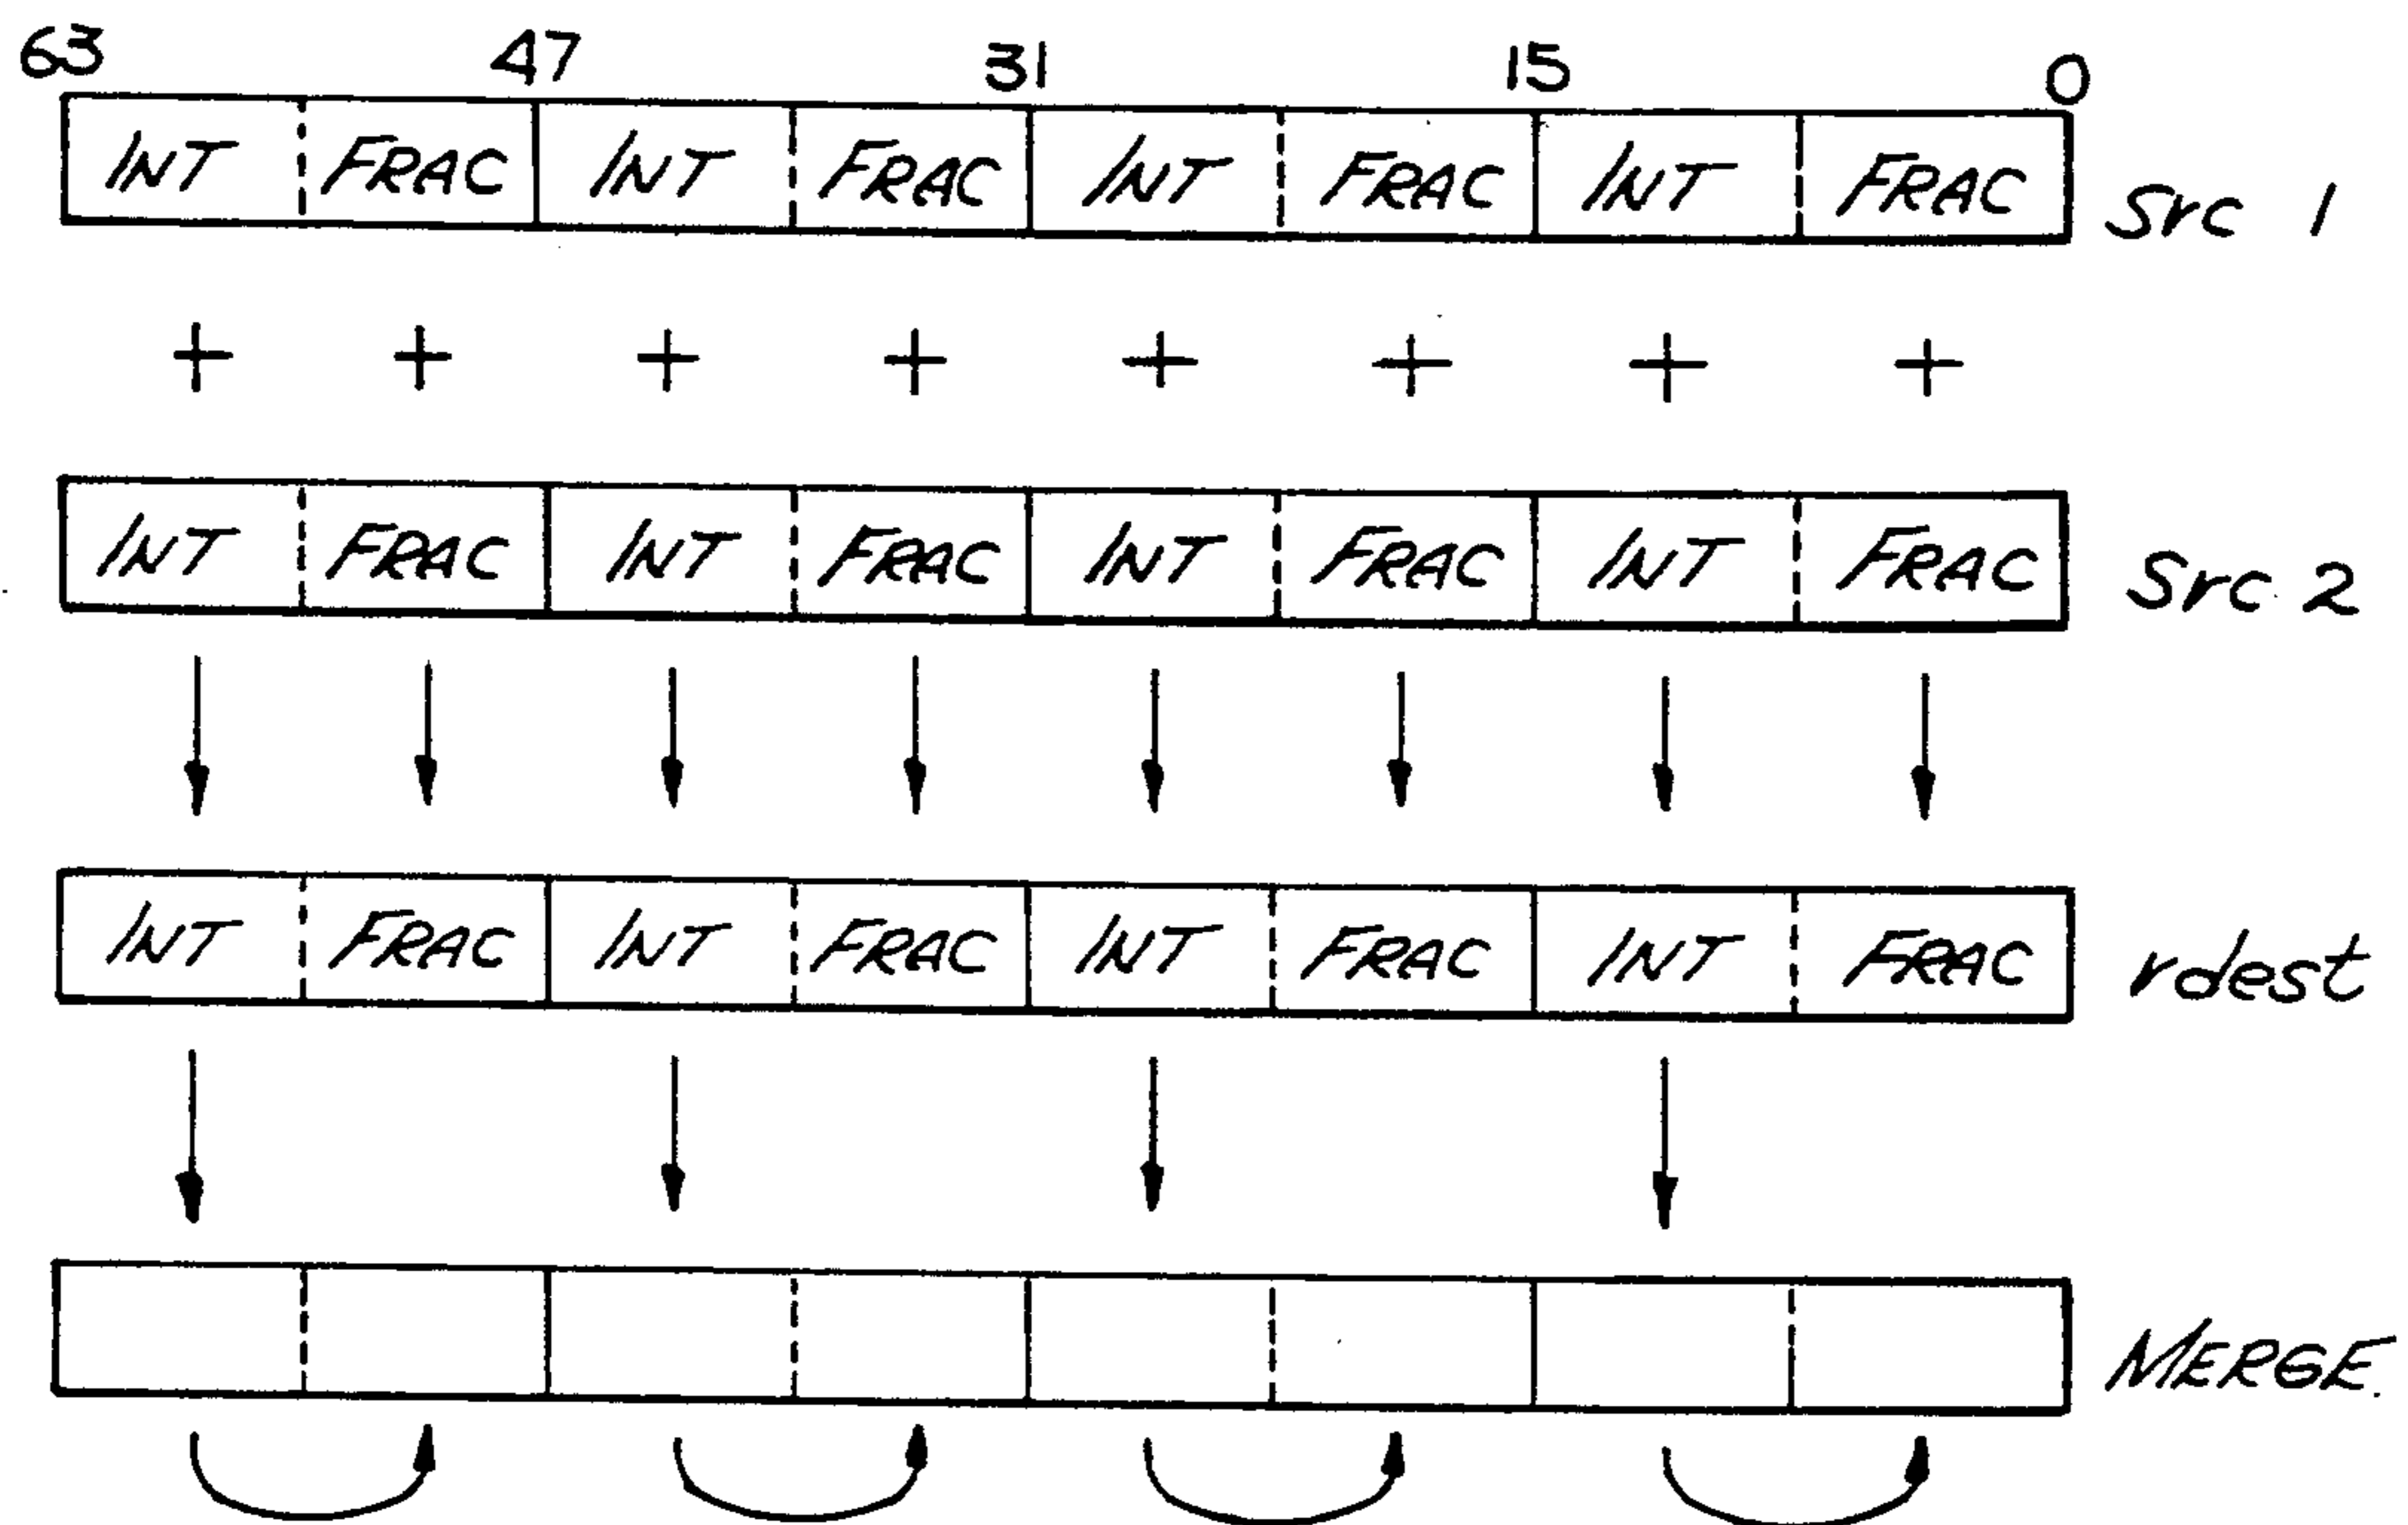 63 47 31 15 0
INT FRAC INT FRAC INT FRAC INT FRAC Src 1
+ + + + + + + +
INT FRAC INT FRAC INT FRAC INT FRAC Src 2
INT FRAC INT FRAC INT FRAC INT FRAC rdest
MERGE.